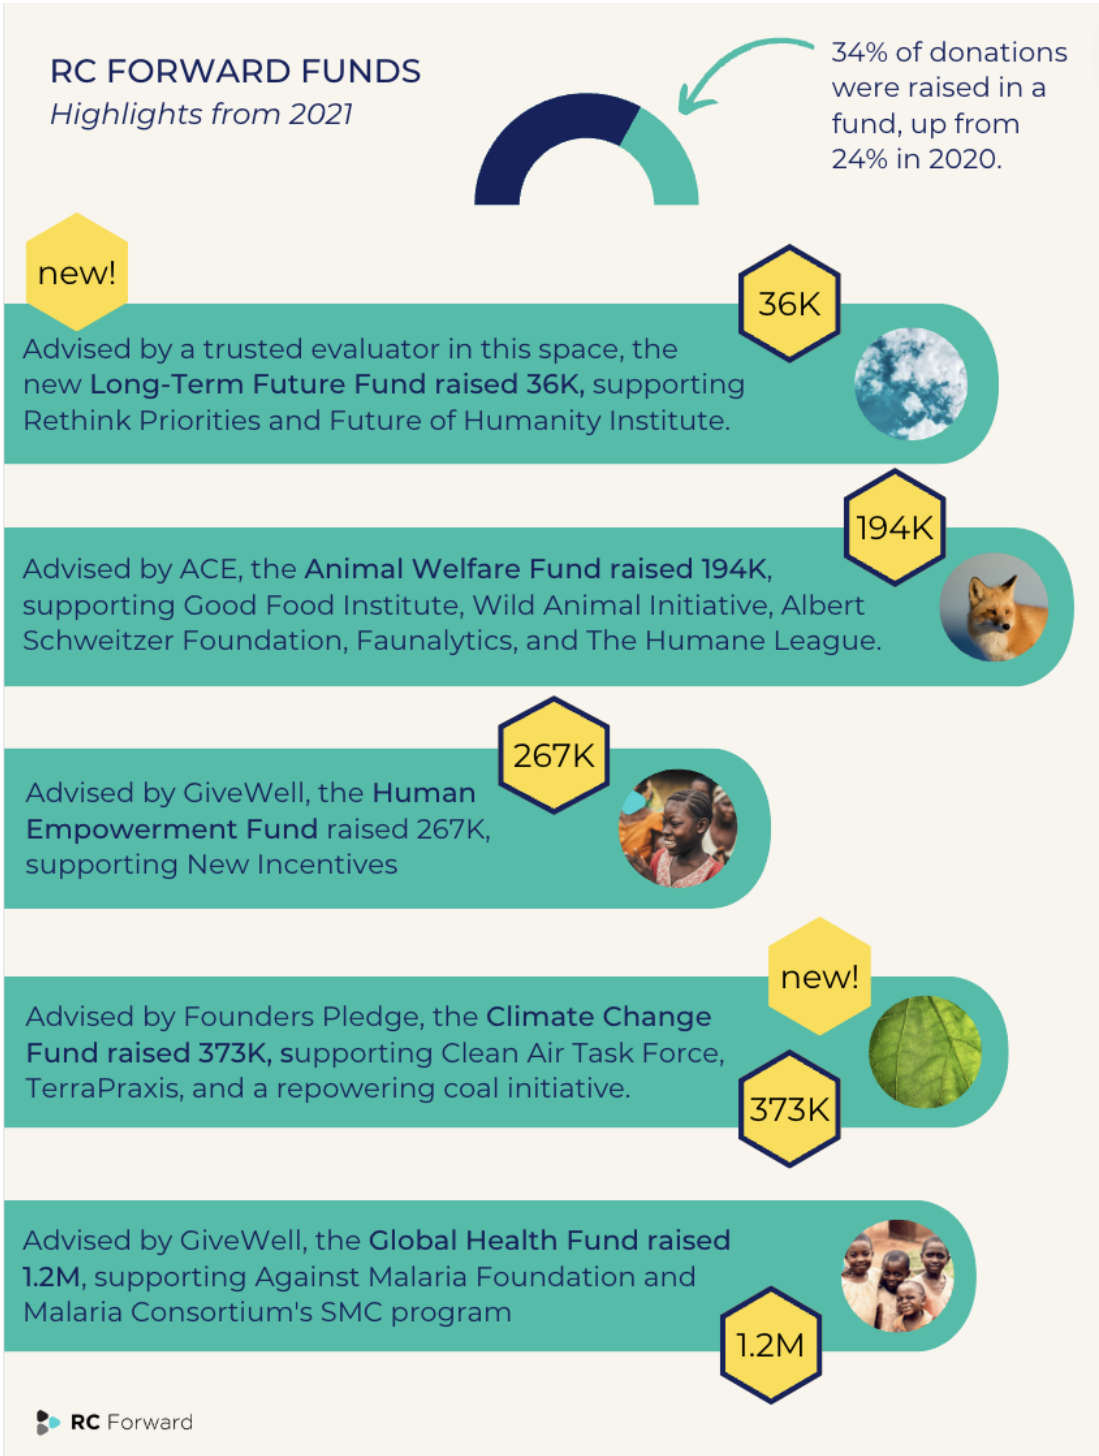 RC FORWARD FUNDS
Highlights from 2021
34% of donations
were raised in a
fund, up from
24% in 2020.
new!
36K
Advised by a trusted evaluator in this space, the
new Long-Term Future Fund raised 36K, supporting
Rethink Priorities and Future of Humanity Institute.
194K
Advised by ACE, the Animal Welfare Fund raised 194K,
supporting Good Food Institute, Wild Animal Initiative, Albert
Schweitzer Foundation, Faunalytics, and The Humane League.
267K
Advised by GiveWell, the Human
Empowerment Fund raised 267K,
supporting New Incentives
new!
Advised by Founders Pledge, the Climate Change
Fund raised 373K, supporting Clean Air Task Force,
TerraPraxis, and a repowering coal initiative.
373K
Advised by GiveWell, the Global Health Fund raised
1.2M, supporting Against Malaria Foundation and
Malaria Consortium's SMC program
1.2M
RC Forward